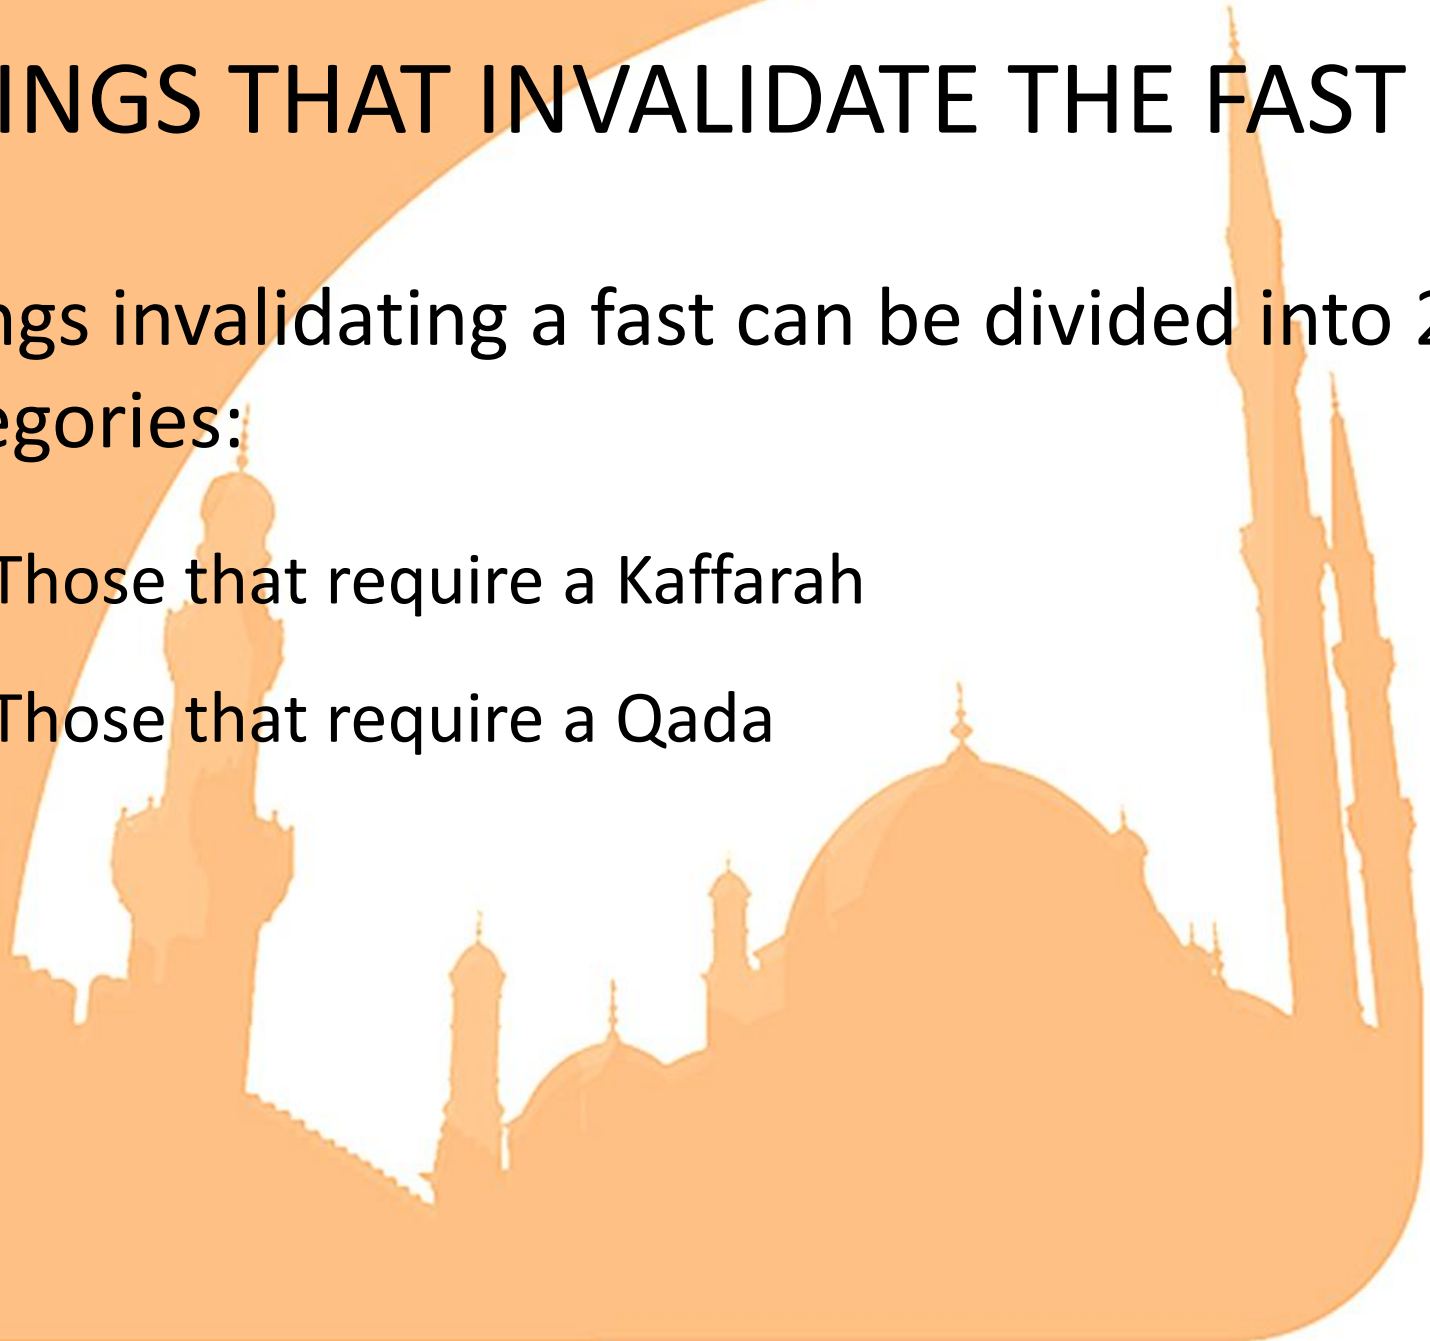 INGS THAT INVALIDATE THE FAST
ngs invalidating a fast can be divided into 2
egories:
Those that require a Kaffarah
Those that require a Qada